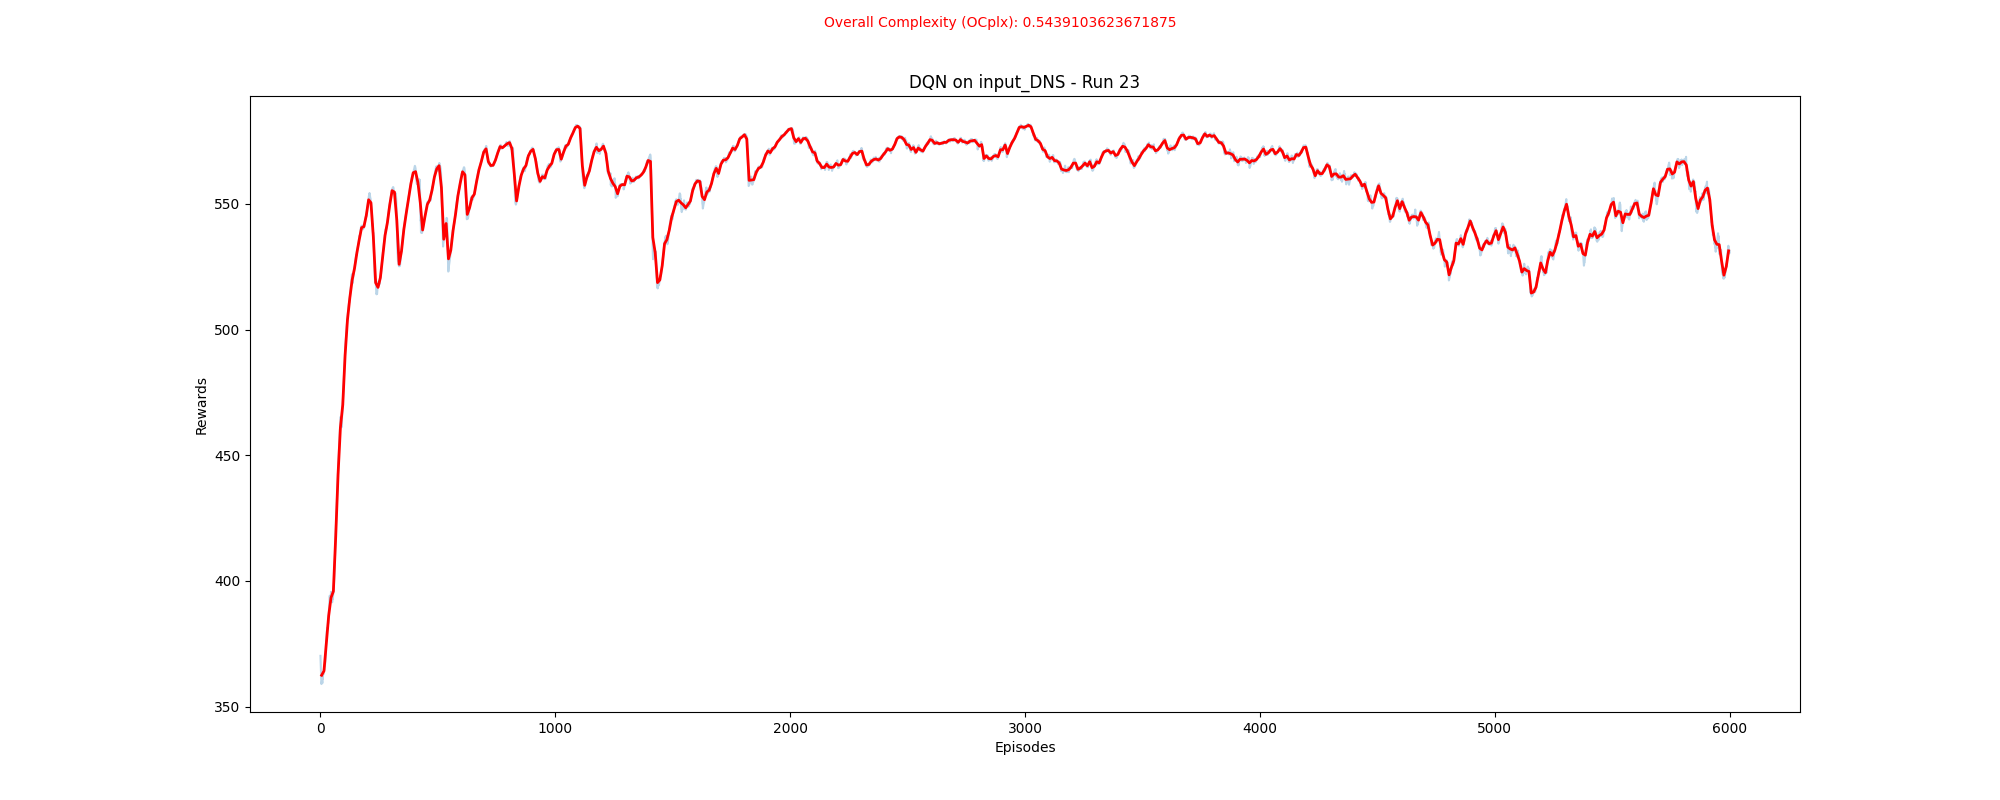 Overall Complexity (OCplx): 0.5439103623671875
DQN on input_DNS - Run 23
550
500
450
400
350
Rewards
0 1000 2000 3000 4000 5000 6000
Episodes